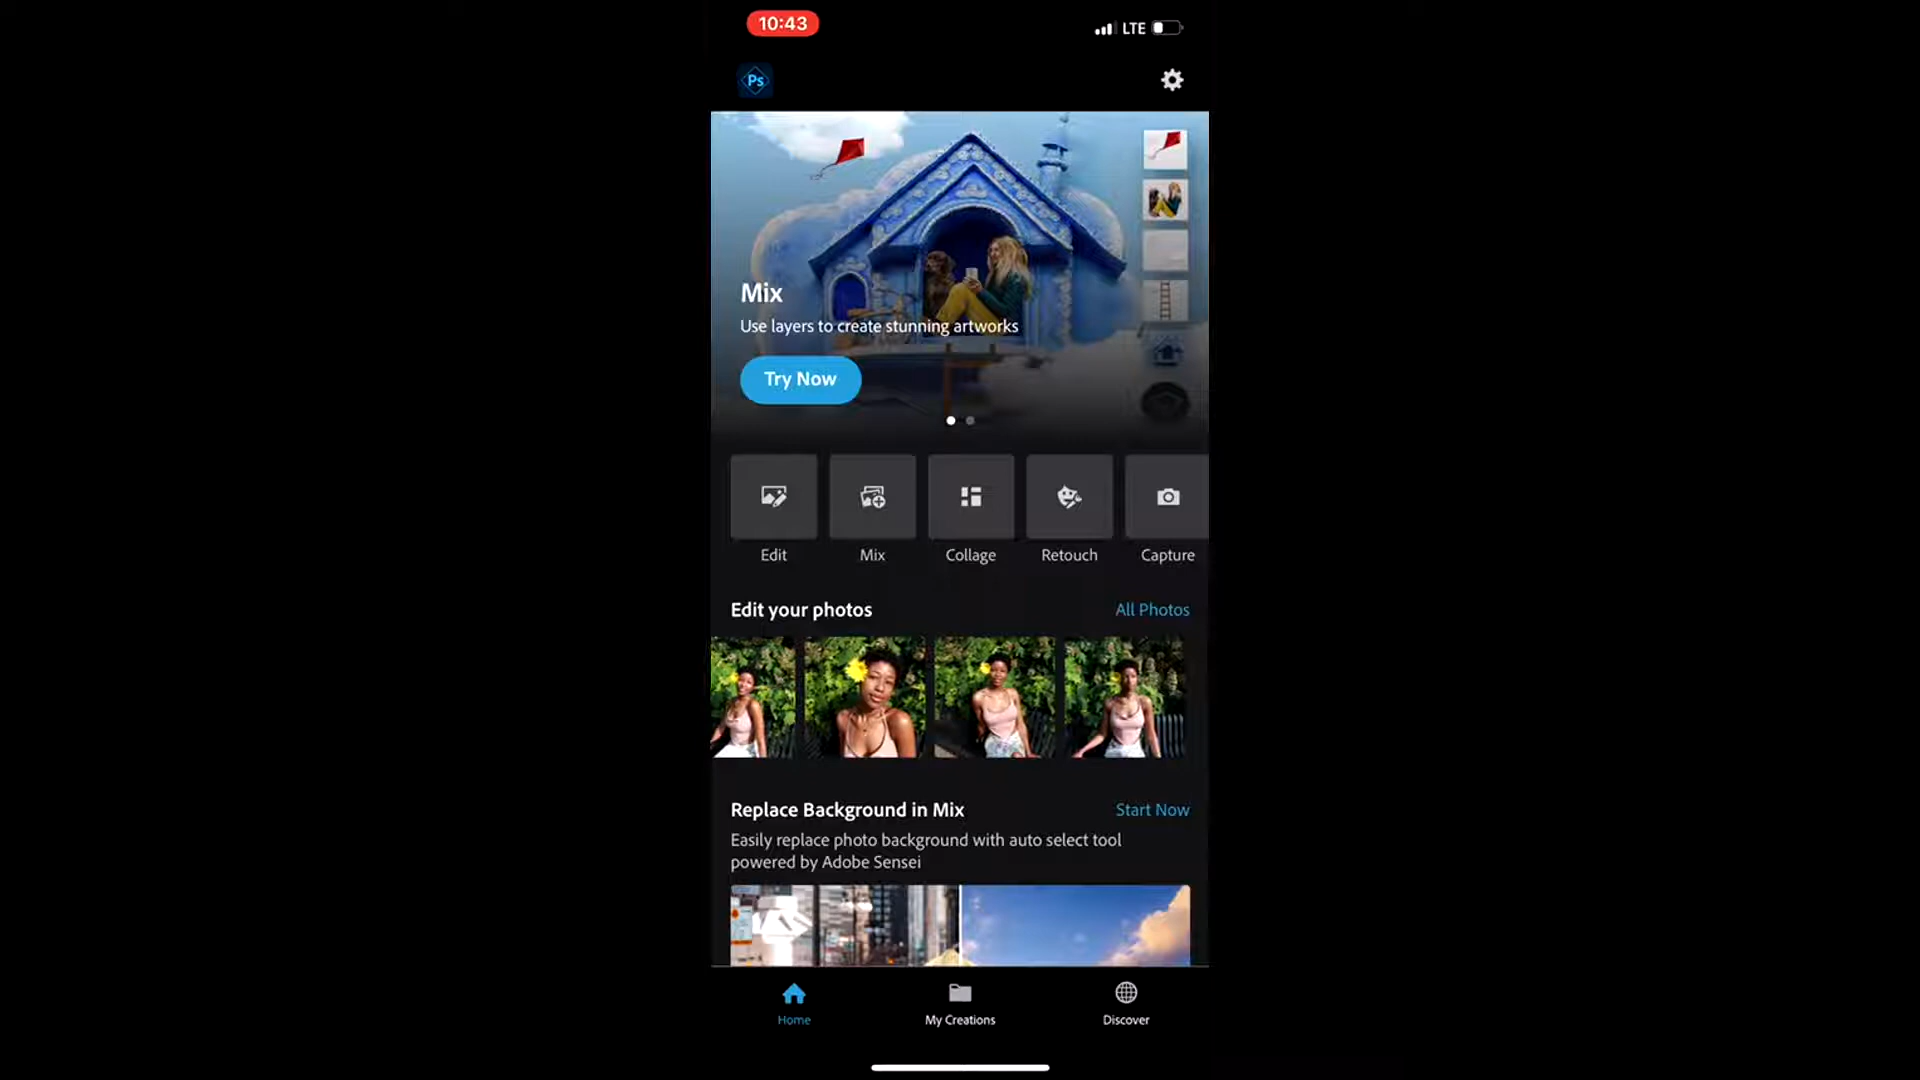 10:43
LTE
Ps
Mix
Use layers to create stunning artworks
Try Now
Edit
Mix
Collage
Retouch
Capture
Edit your photos
All Photos
Replace Background in Mix
Start Now
Easily replace photo background with auto select tool
powered by Adobe Sensei
Home
My Creations
Discover